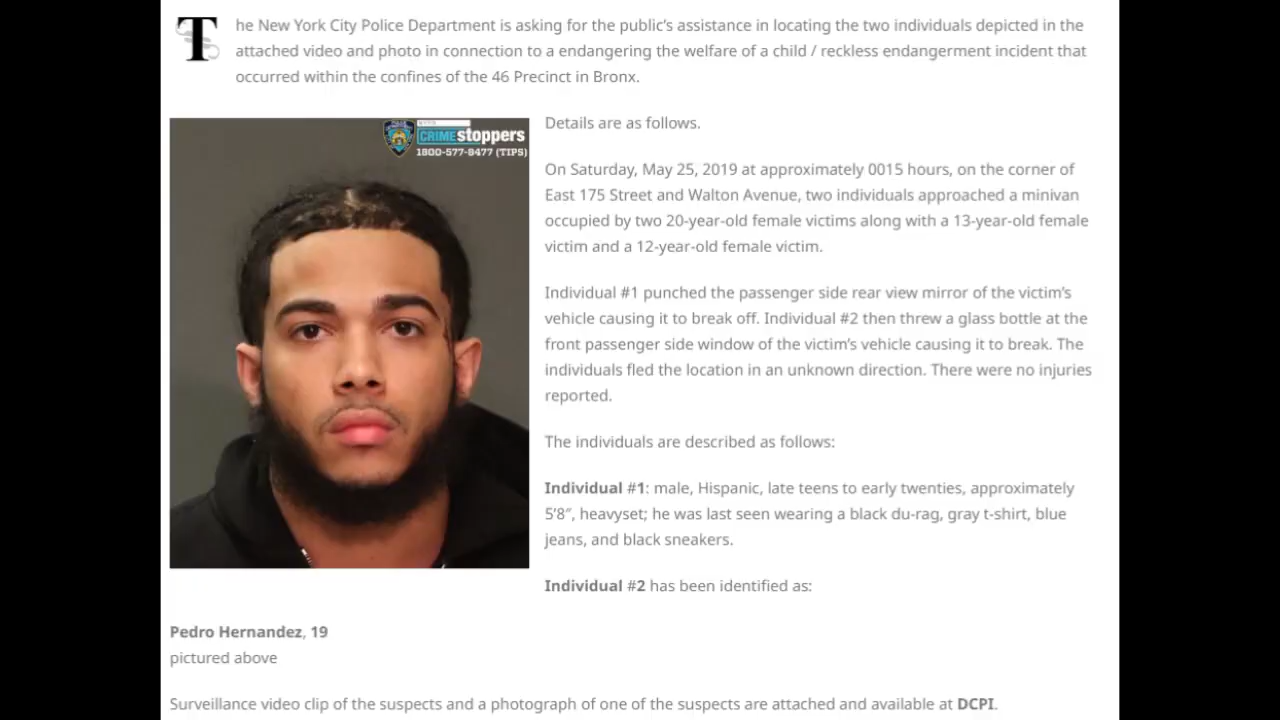 The New York City Police Department is asking for the public's assistance in locating the two individuals depicted in the
attached video and photo in connection to a endangering the welfare of a child / reckless endangerment incident that
occurred within the confines of the 46 Precinct in Bronx.
CRIMEstoppers
1800-577-8477 (TIPS)
Details are as follows.
On Saturday, May 25, 2019 at approximately 0015 hours, on the corner of
East 175 Street and Walton Avenue, two individuals approached a minivan
occupied by two 20-year-old female victims along with a 13-year-old female
victim and a 12-year-old female victim.
Individual #1 punched the passenger side rear view mirror of the victim's
vehicle causing it to break off. Individual #2 then threw a glass bottle at the
front passenger side window of the victim's vehicle causing it to break. The
individuals fled the location in an unknown direction. There were no injuries
reported.
The individuals are described as follows:
Individual #1: male, Hispanic, late teens to early twenties, approximately
5'8″, heavyset; he was last seen wearing a black du-rag, gray t-shirt, blue
jeans, and black sneakers.
Individual #2 has been identified as:
Pedro Hernandez, 19
pictured above
Surveillance video clip of the suspects and a photograph of one of the suspects are attached and available at DCPI.